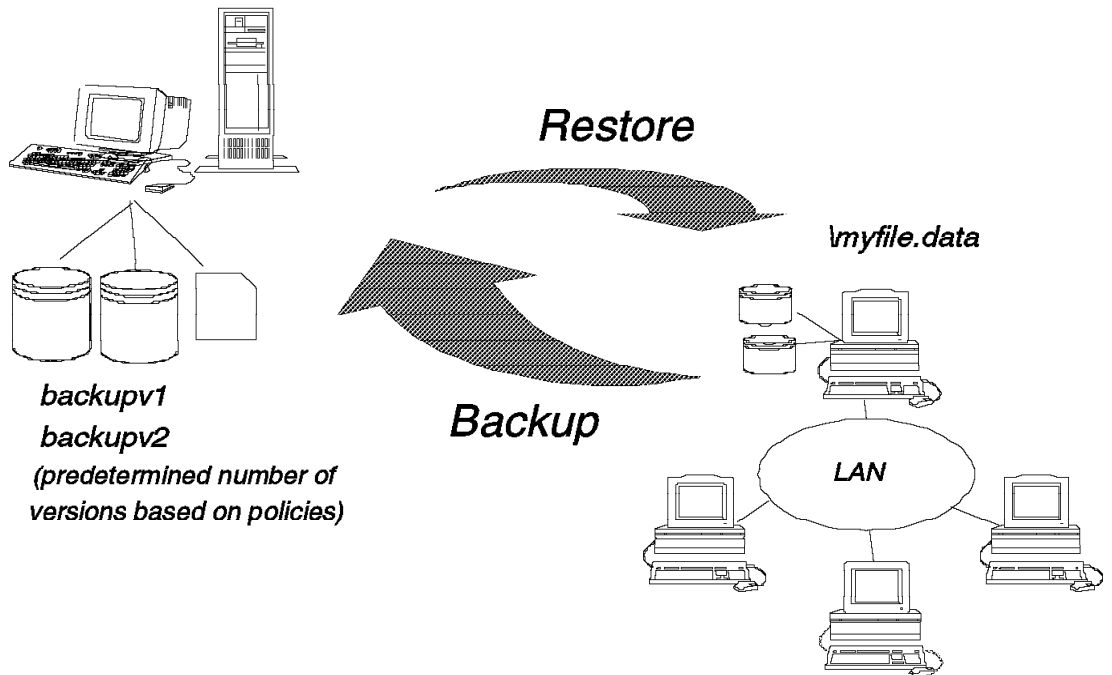 Restore
\myfile.data
backupv1
backupv2
(predetermined number of
versions based on policies)
Backup
LAN